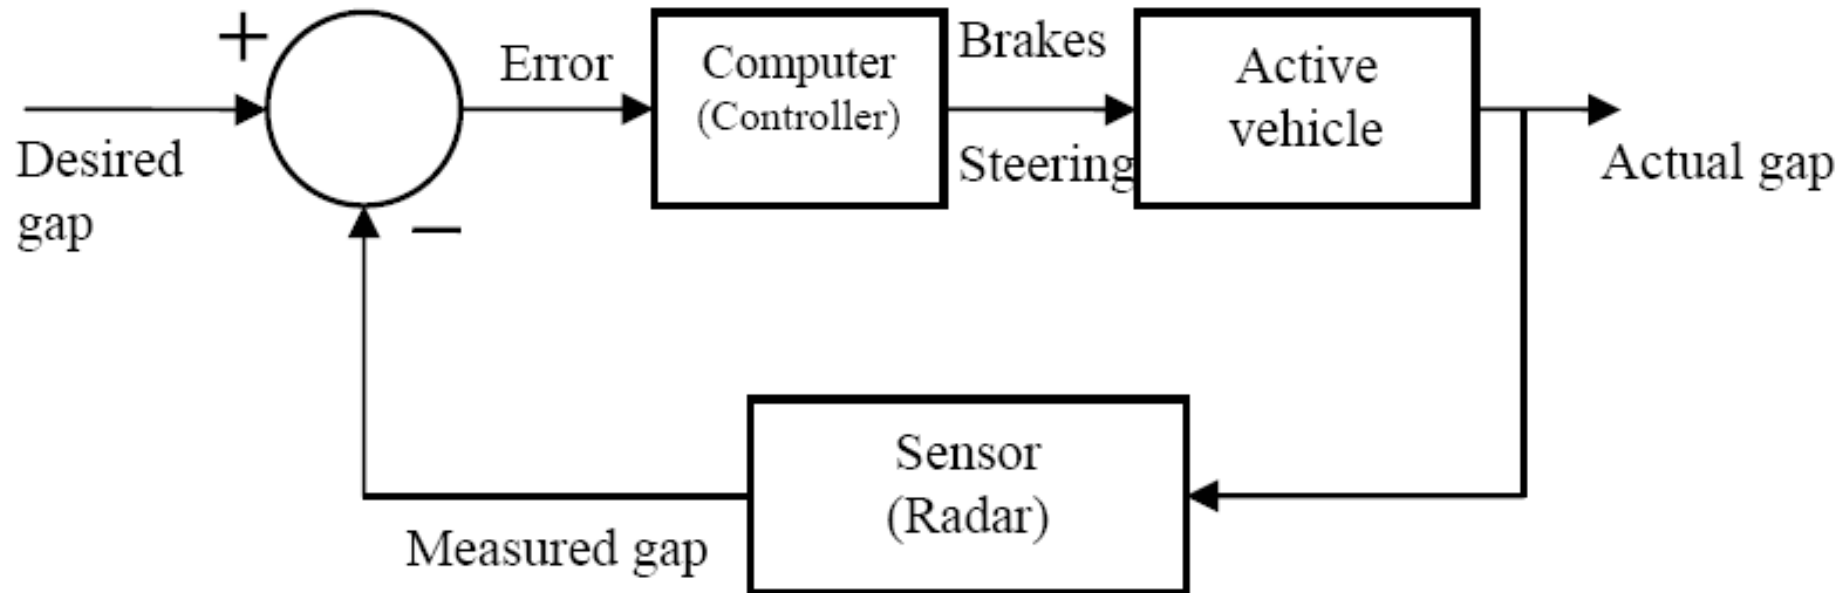 +
Desired
gap
−
Error
Computer
(Controller)
Brakes
Steering
Active
vehicle
Actual gap
Sensor
(Radar)
Measured gap